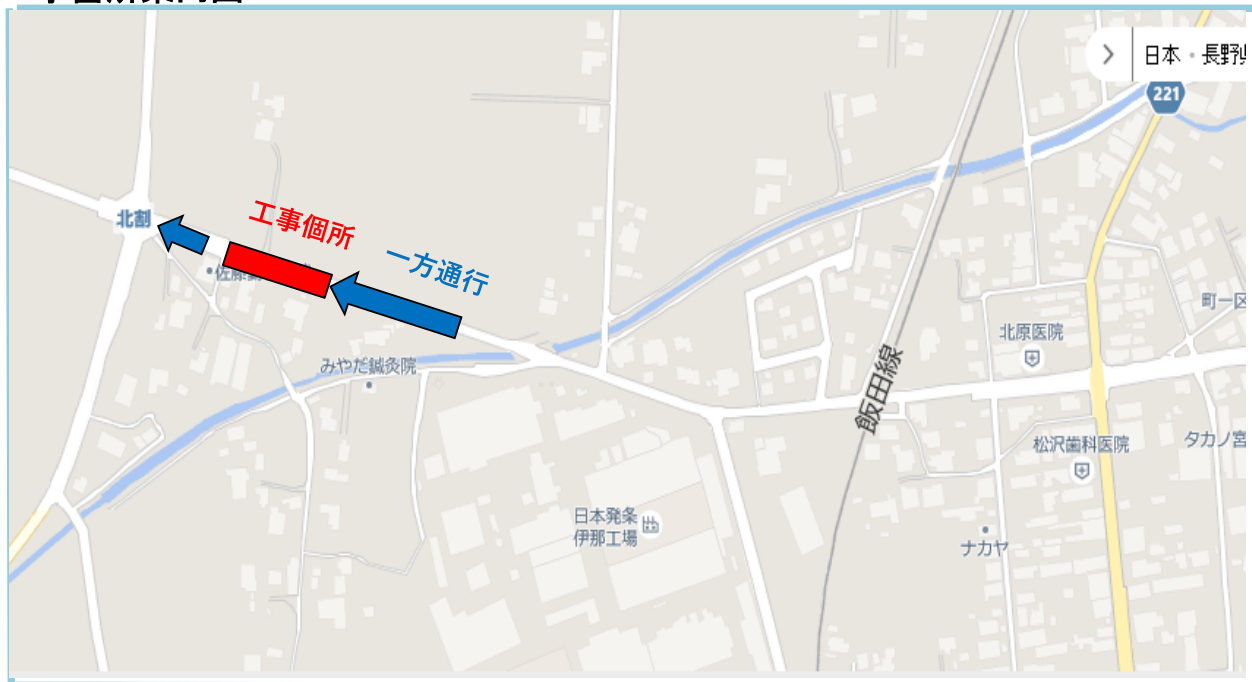 日本・長野
221
北割
工事個所
一方通行
みやだ鍼灸院
北原医院
町一区
飯田線
松沢歯科医院
タカノ宮
日本発条
伊那工場
ナカヤ